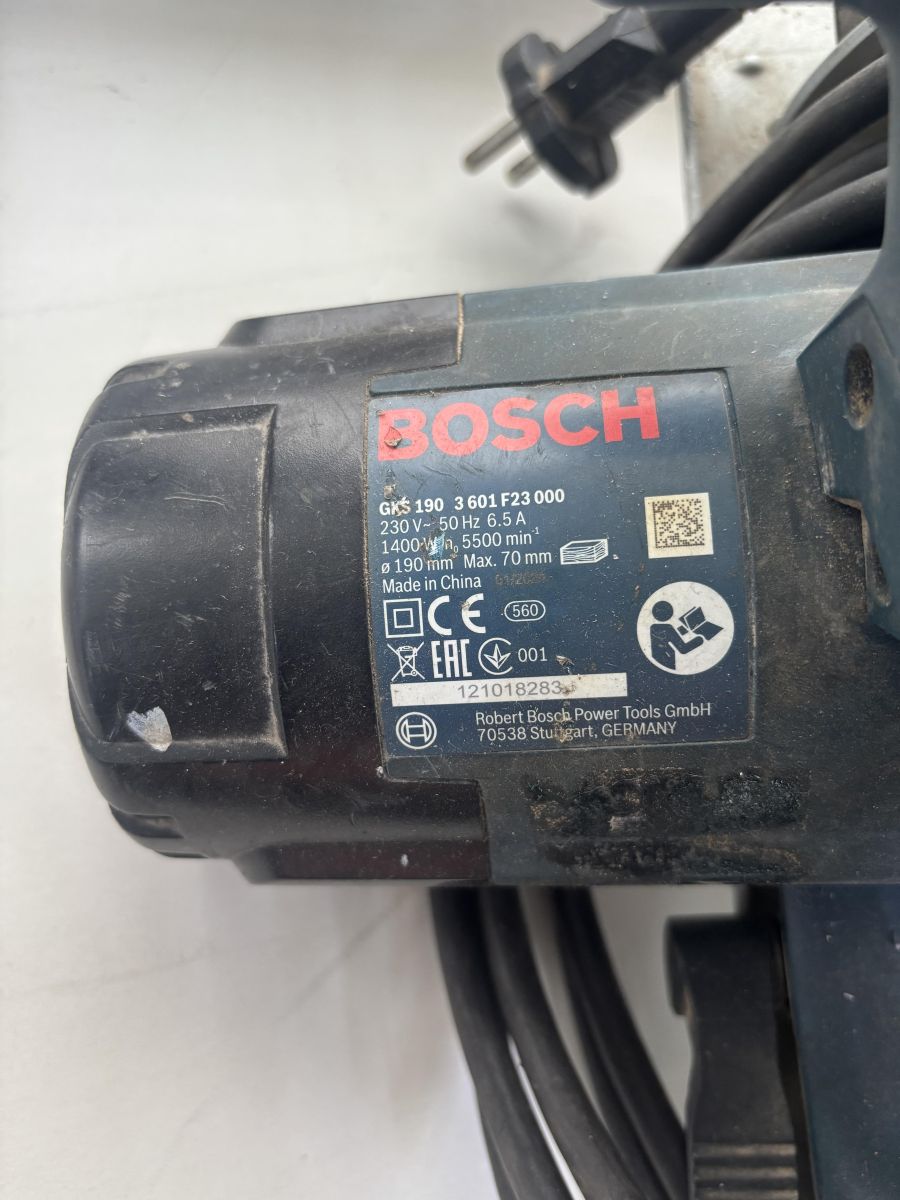 BOSCH
GKS 190 3 601 F23 000
230 V~ 50 Hz 6.5 A
1400 W n₀ 5500 min⁻¹
ø 190 mm Max. 70 mm
Made in China
CE 560
EAC 001
121018283
Robert Bosch Power Tools GmbH
70538 Stuttgart, GERMANY